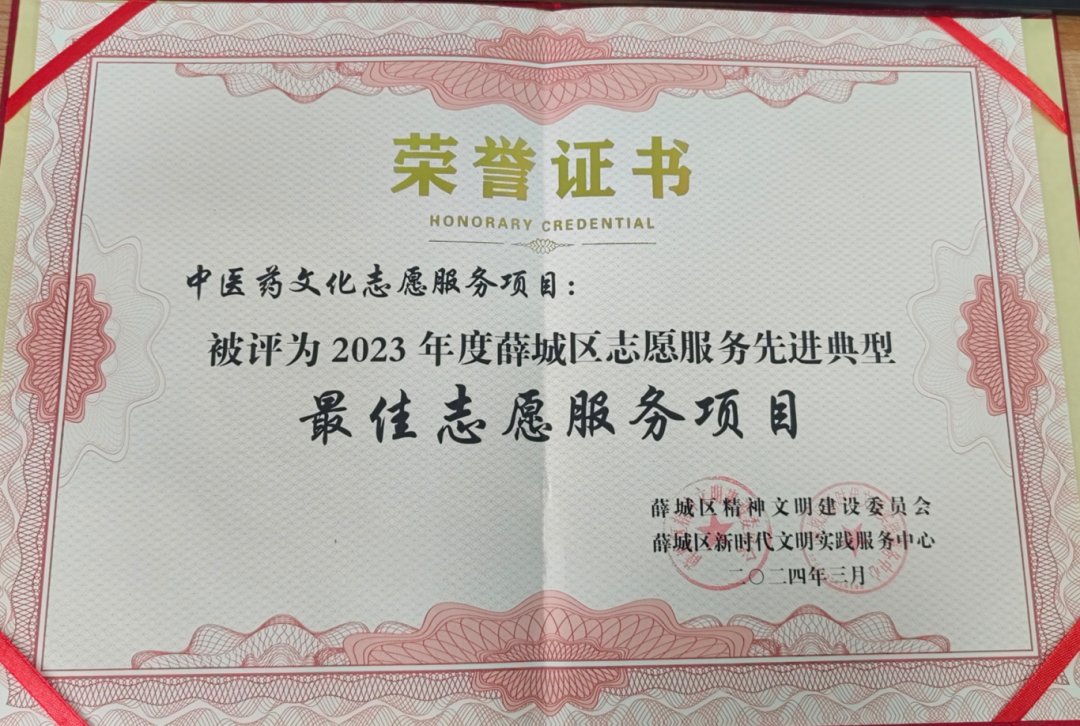 荣誉证书
HONORARY CREDENTIAL
中医药文化志愿服务项目：
被评为2023年度薛城区志愿服务先进典型
最佳志愿服务项目
薛城区精神文明建设委员会
薛城区新时代文明实践服务中心
二〇二四年三月